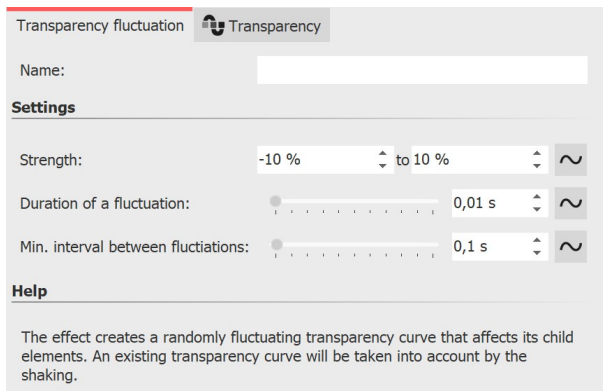 Transparency fluctuation Transparency
Name:
Settings
Strength: -10 % to 10 %
Duration of a fluctuation: 0,01 s
Min. interval between fluctiations: 0,1 s
Help
The effect creates a randomly fluctuating transparency curve that affects its child
elements. An existing transparency curve will be taken into account by the
shaking.